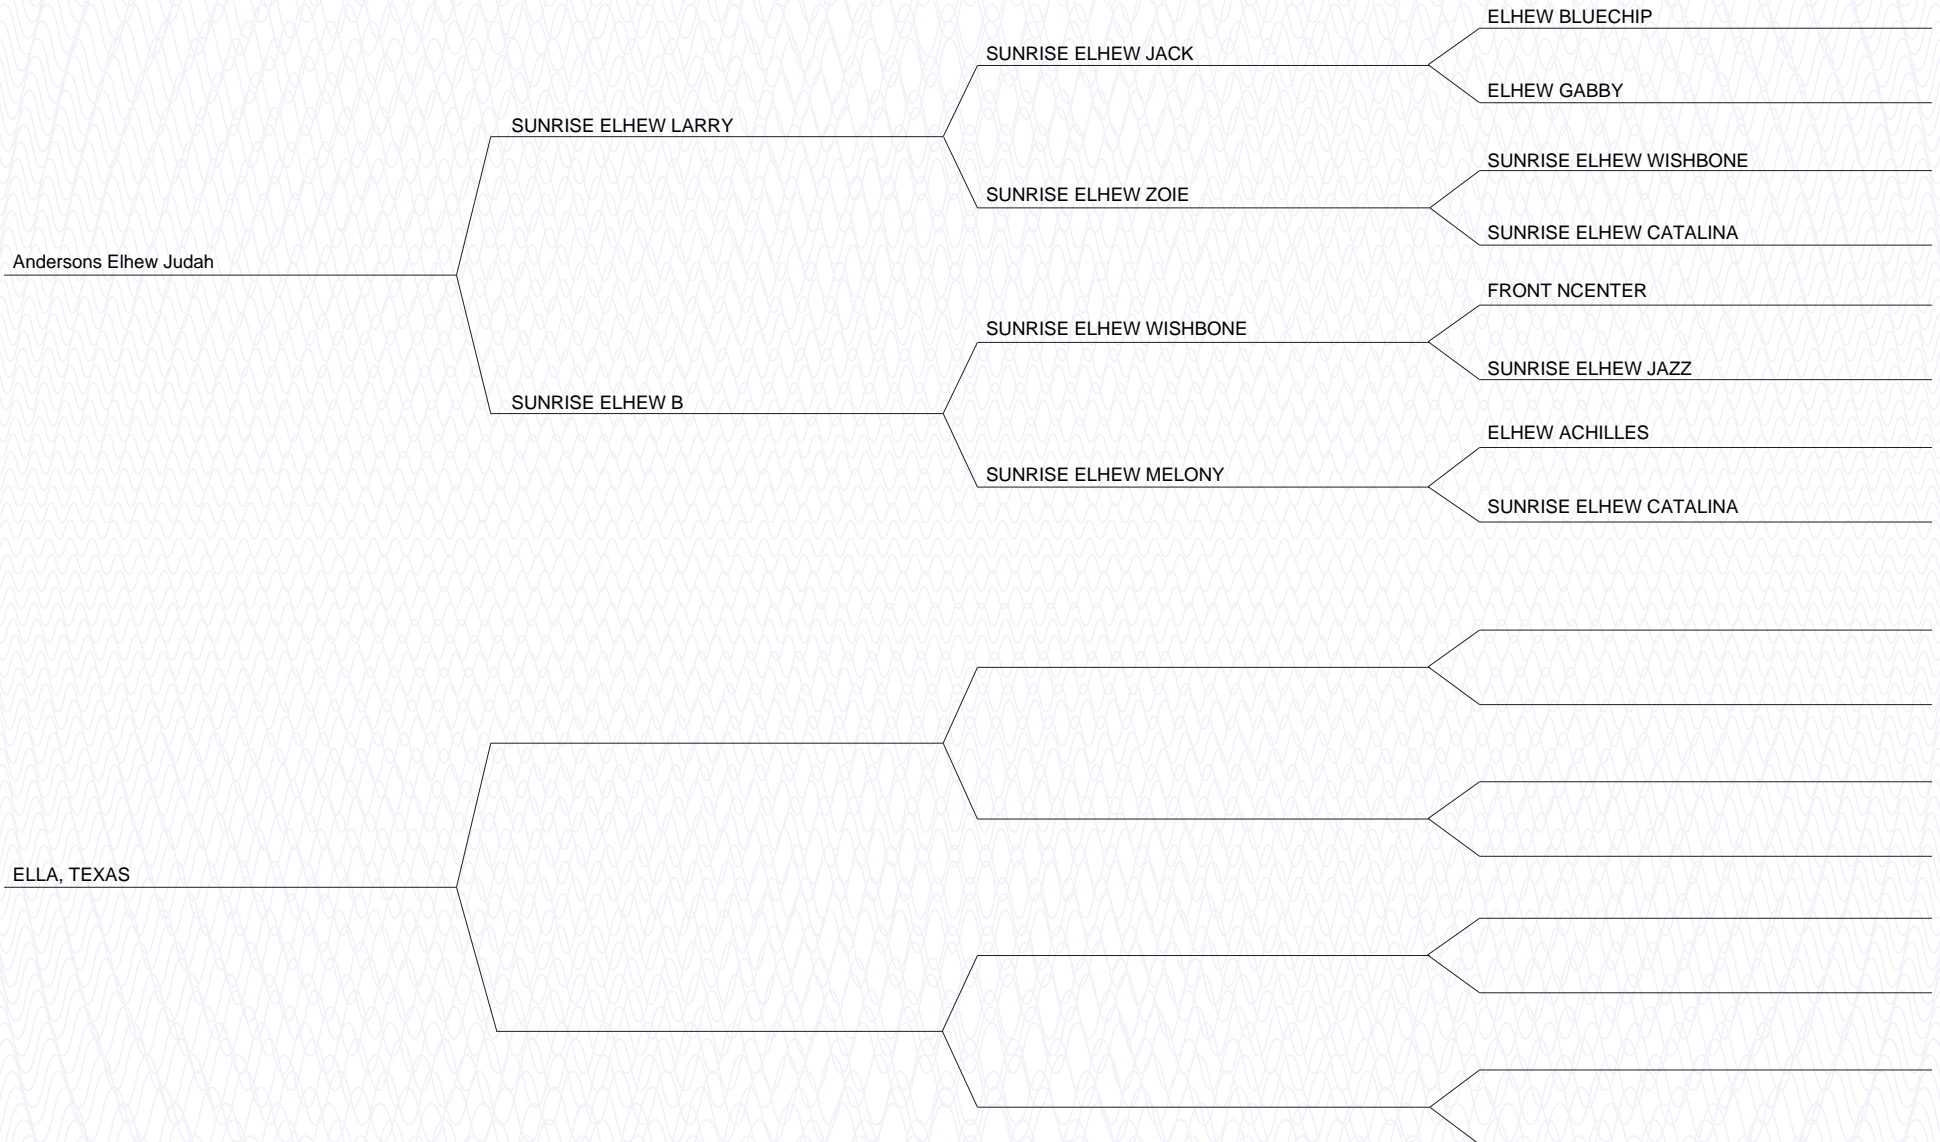 ELHEW BLUECHIP
SUNRISE ELHEW JACK
ELHEW GABBY
SUNRISE ELHEW LARRY
SUNRISE ELHEW WISHBONE
SUNRISE ELHEW ZOIE
SUNRISE ELHEW CATALINA
Andersons Elhew Judah
FRONT NCENTER
SUNRISE ELHEW WISHBONE
SUNRISE ELHEW JAZZ
SUNRISE ELHEW B
ELHEW ACHILLES
SUNRISE ELHEW MELONY
SUNRISE ELHEW CATALINA
ELLA, TEXAS